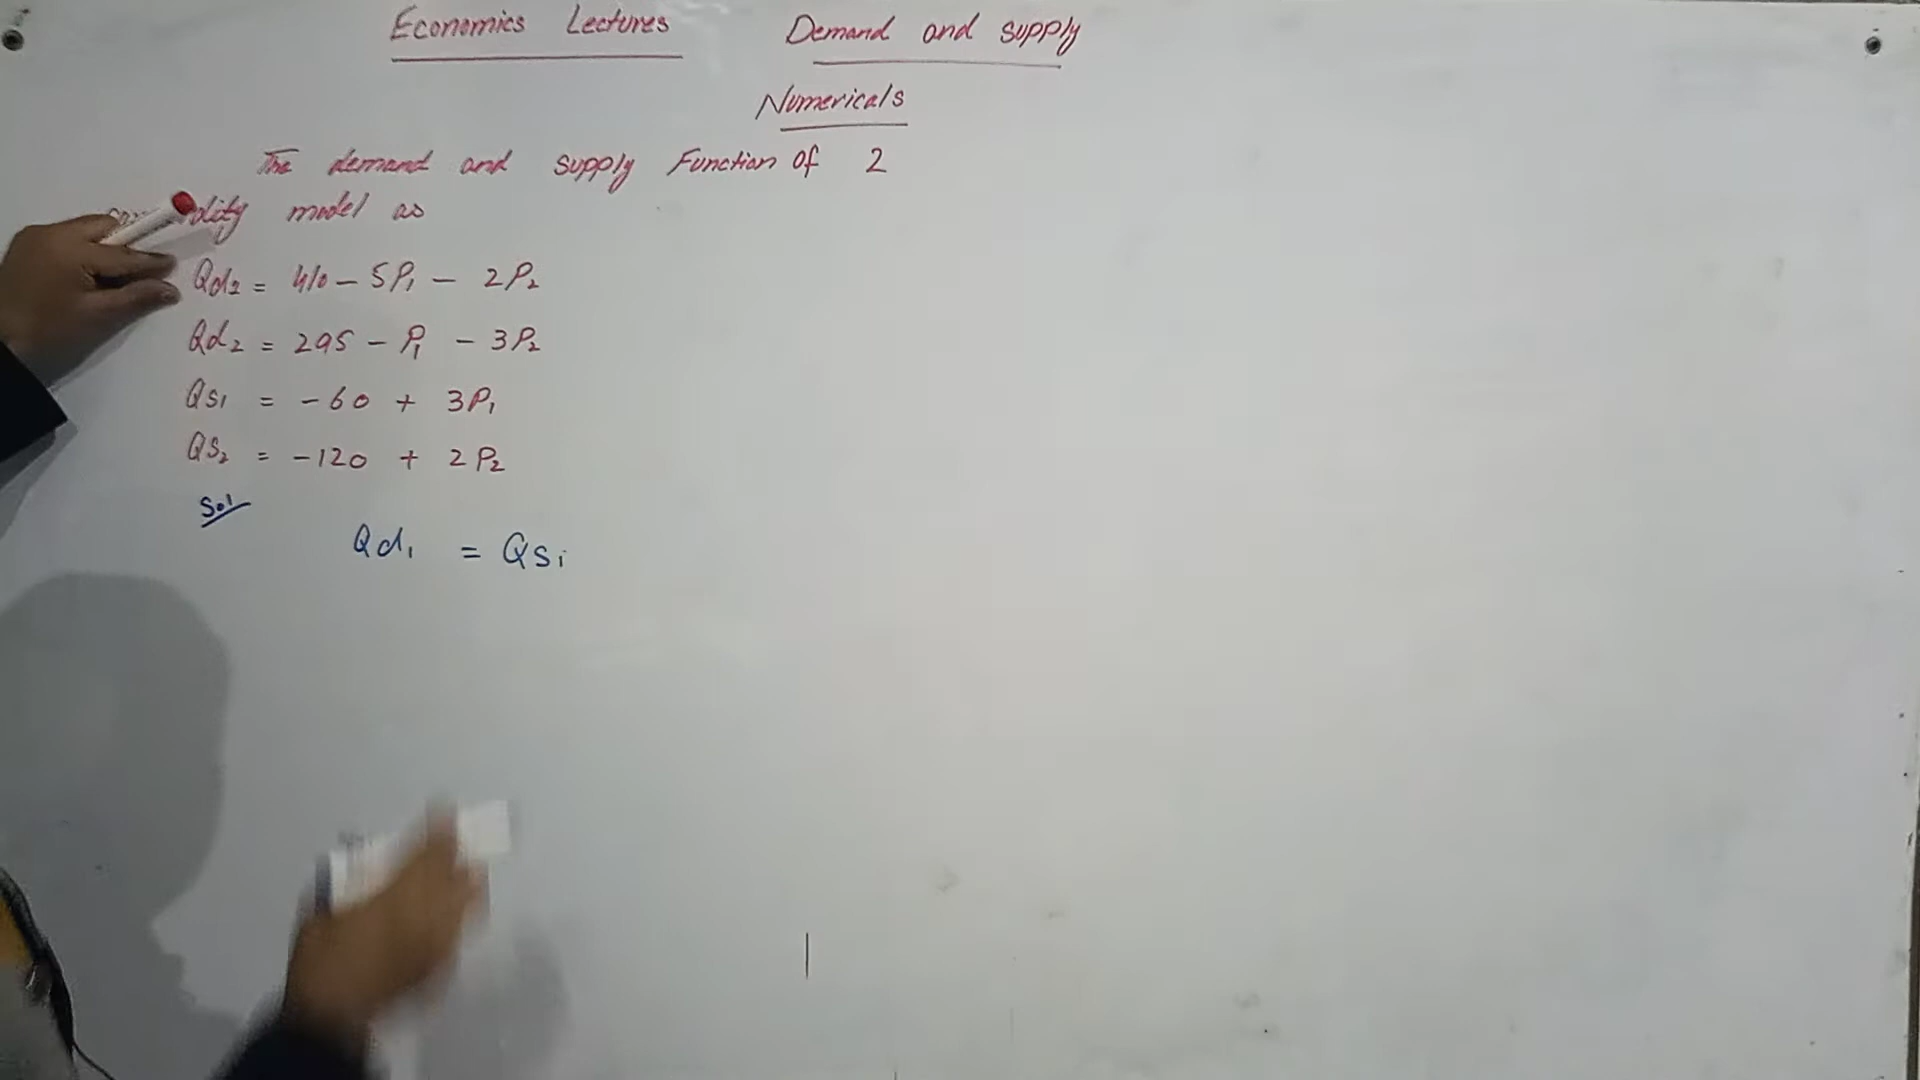 Economics Lectures Demand and supply
Numericals
The demand and supply Function of 2
model as
Qd2 = 410 - 5P1 - 2P2
Qd2 = 295 - P1 - 3P2
Qs1 = -60 + 3P1
QS2 = -120 + 2P2
Sol
Qd1 = Qs1